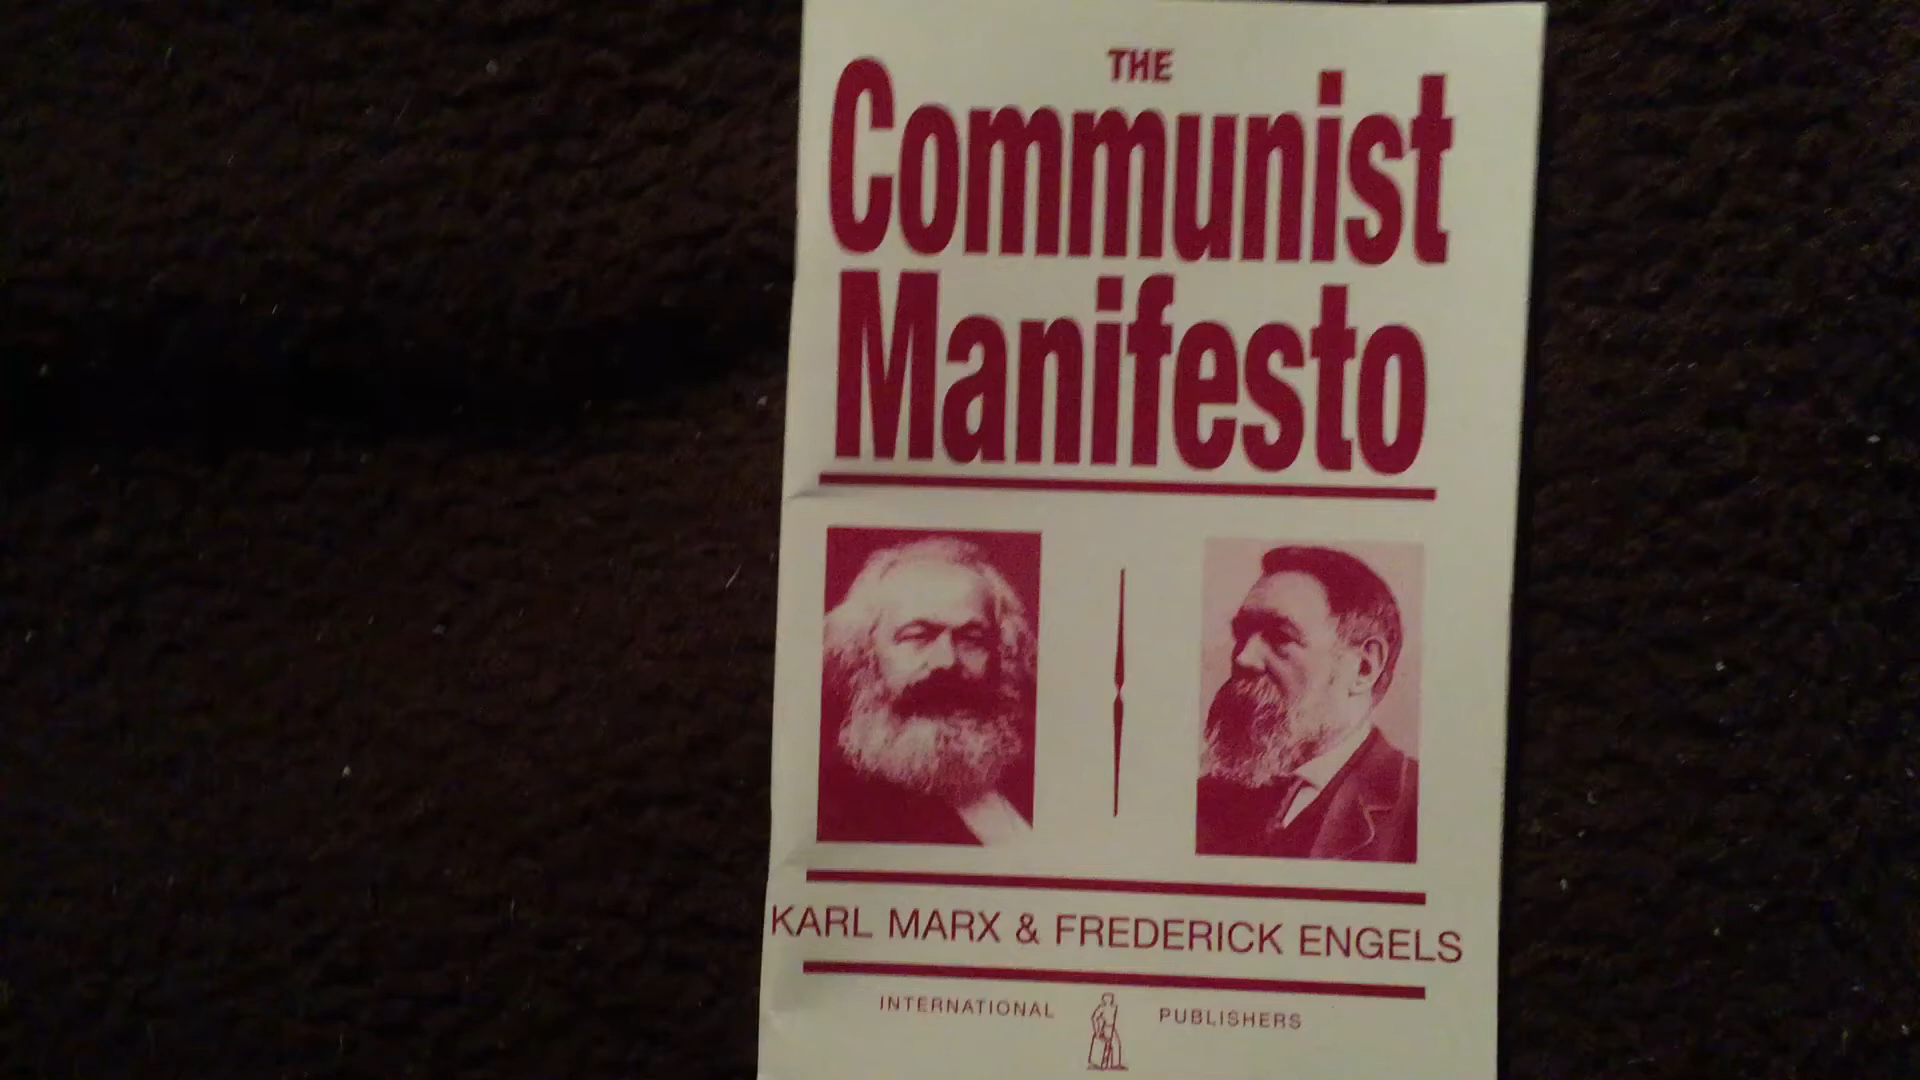 THE
Communist
Manifesto
KARL MARX & FREDERICK ENGELS
INTERNATIONAL PUBLISHERS